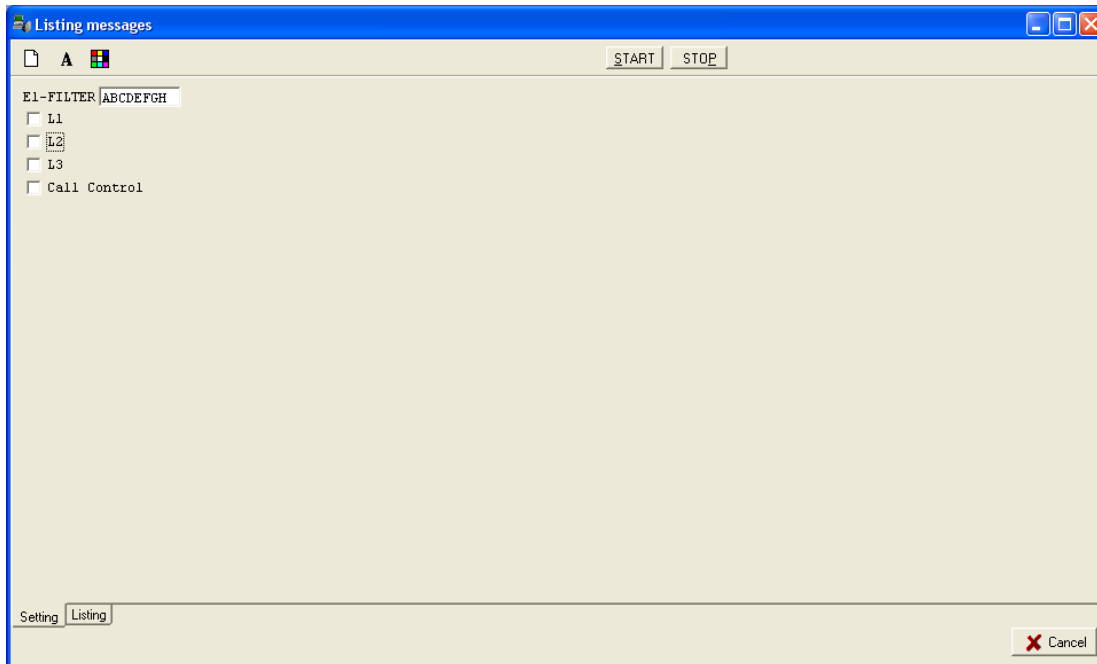 Listing messages
A
START STOP
E1-FILTER ABCDEFGH
L1
L2
L3
Call Control
Setting Listing
Cancel